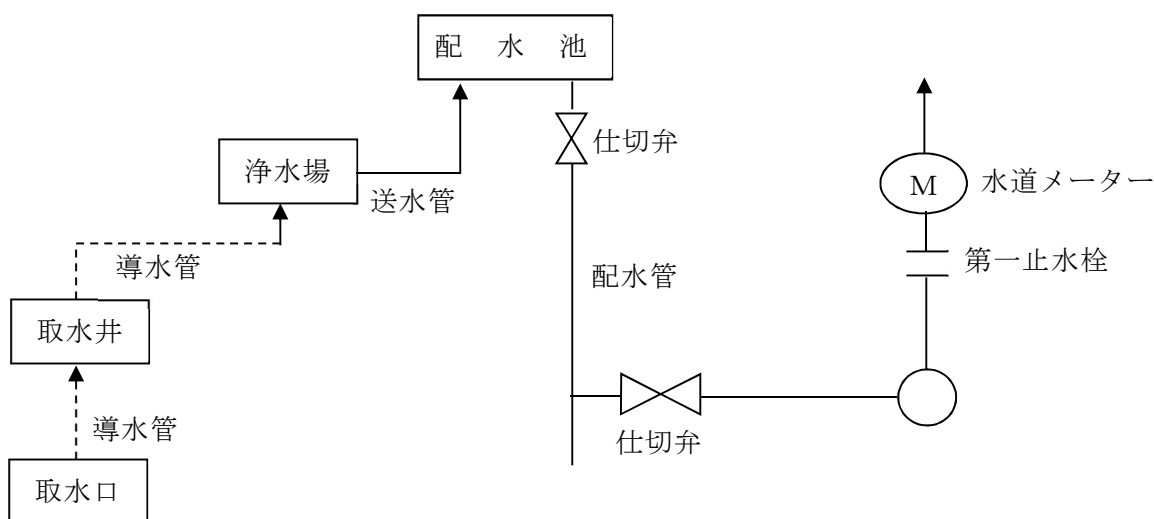 配水池
仕切弁
浄水場
送水管
M
水道メーター
導水管
配水管
第一止水栓
取水井
仕切弁
導水管
取水口